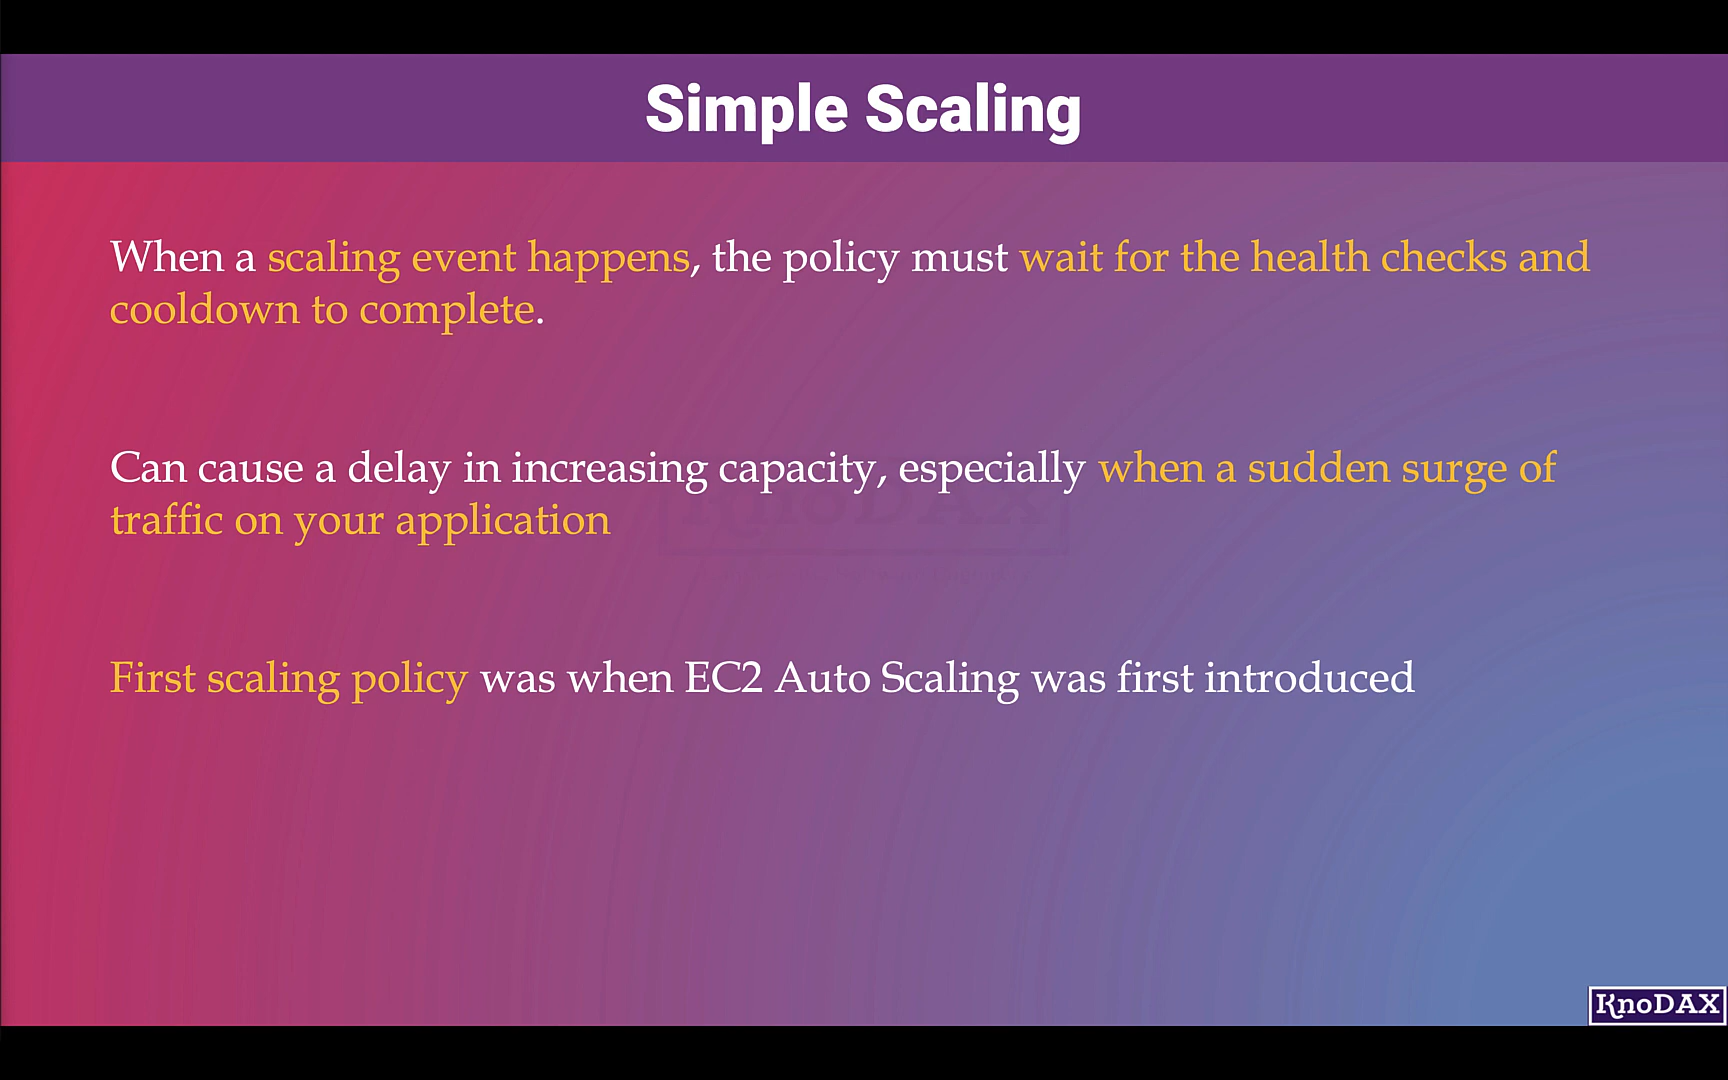 Simple Scaling
When a scaling event happens, the policy must wait for the health checks and
cooldown to complete.
Can cause a delay in increasing capacity, especially when a sudden surge of
traffic on your application
First scaling policy was when EC2 Auto Scaling was first introduced
KnoDAX
KnoDAX